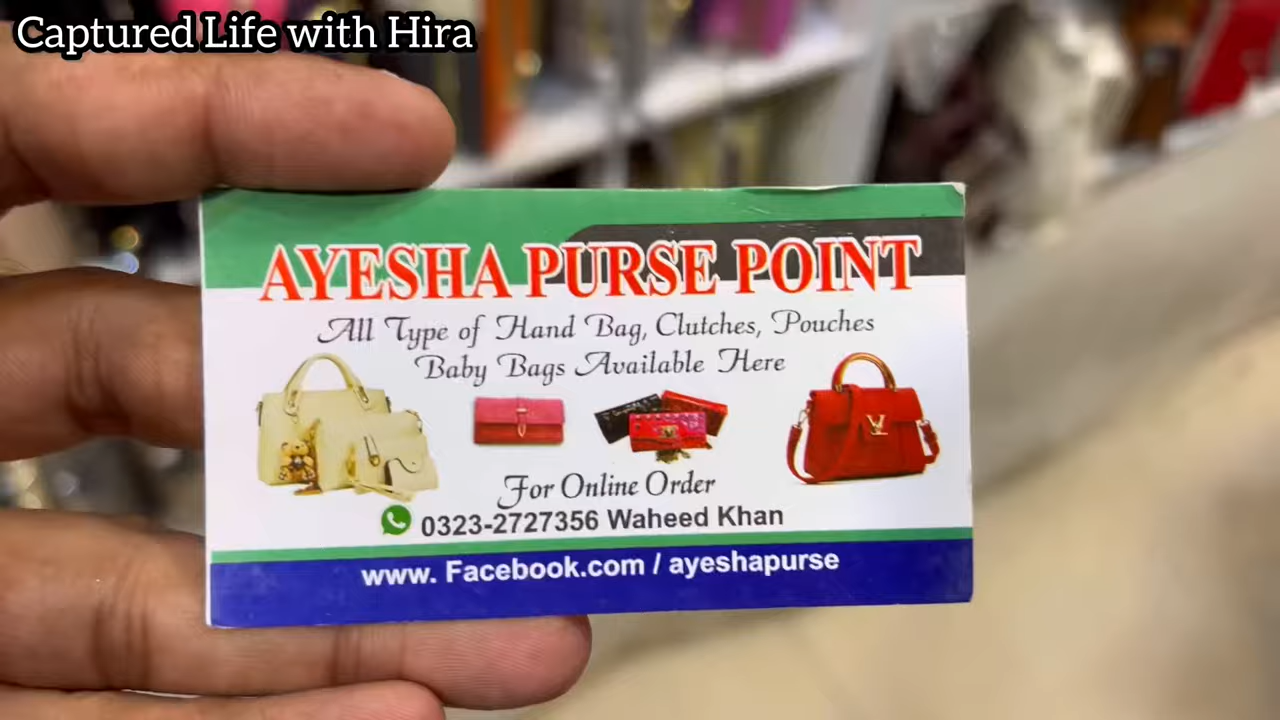 Captured Life with Hira
AYESHA PURSE POINT
All Type of Hand Bag, Clutches, Pouches
Baby Bags Available Here
For Online Order
0323-2727356 Waheed Khan
www. Facebook.com / ayeshapurse